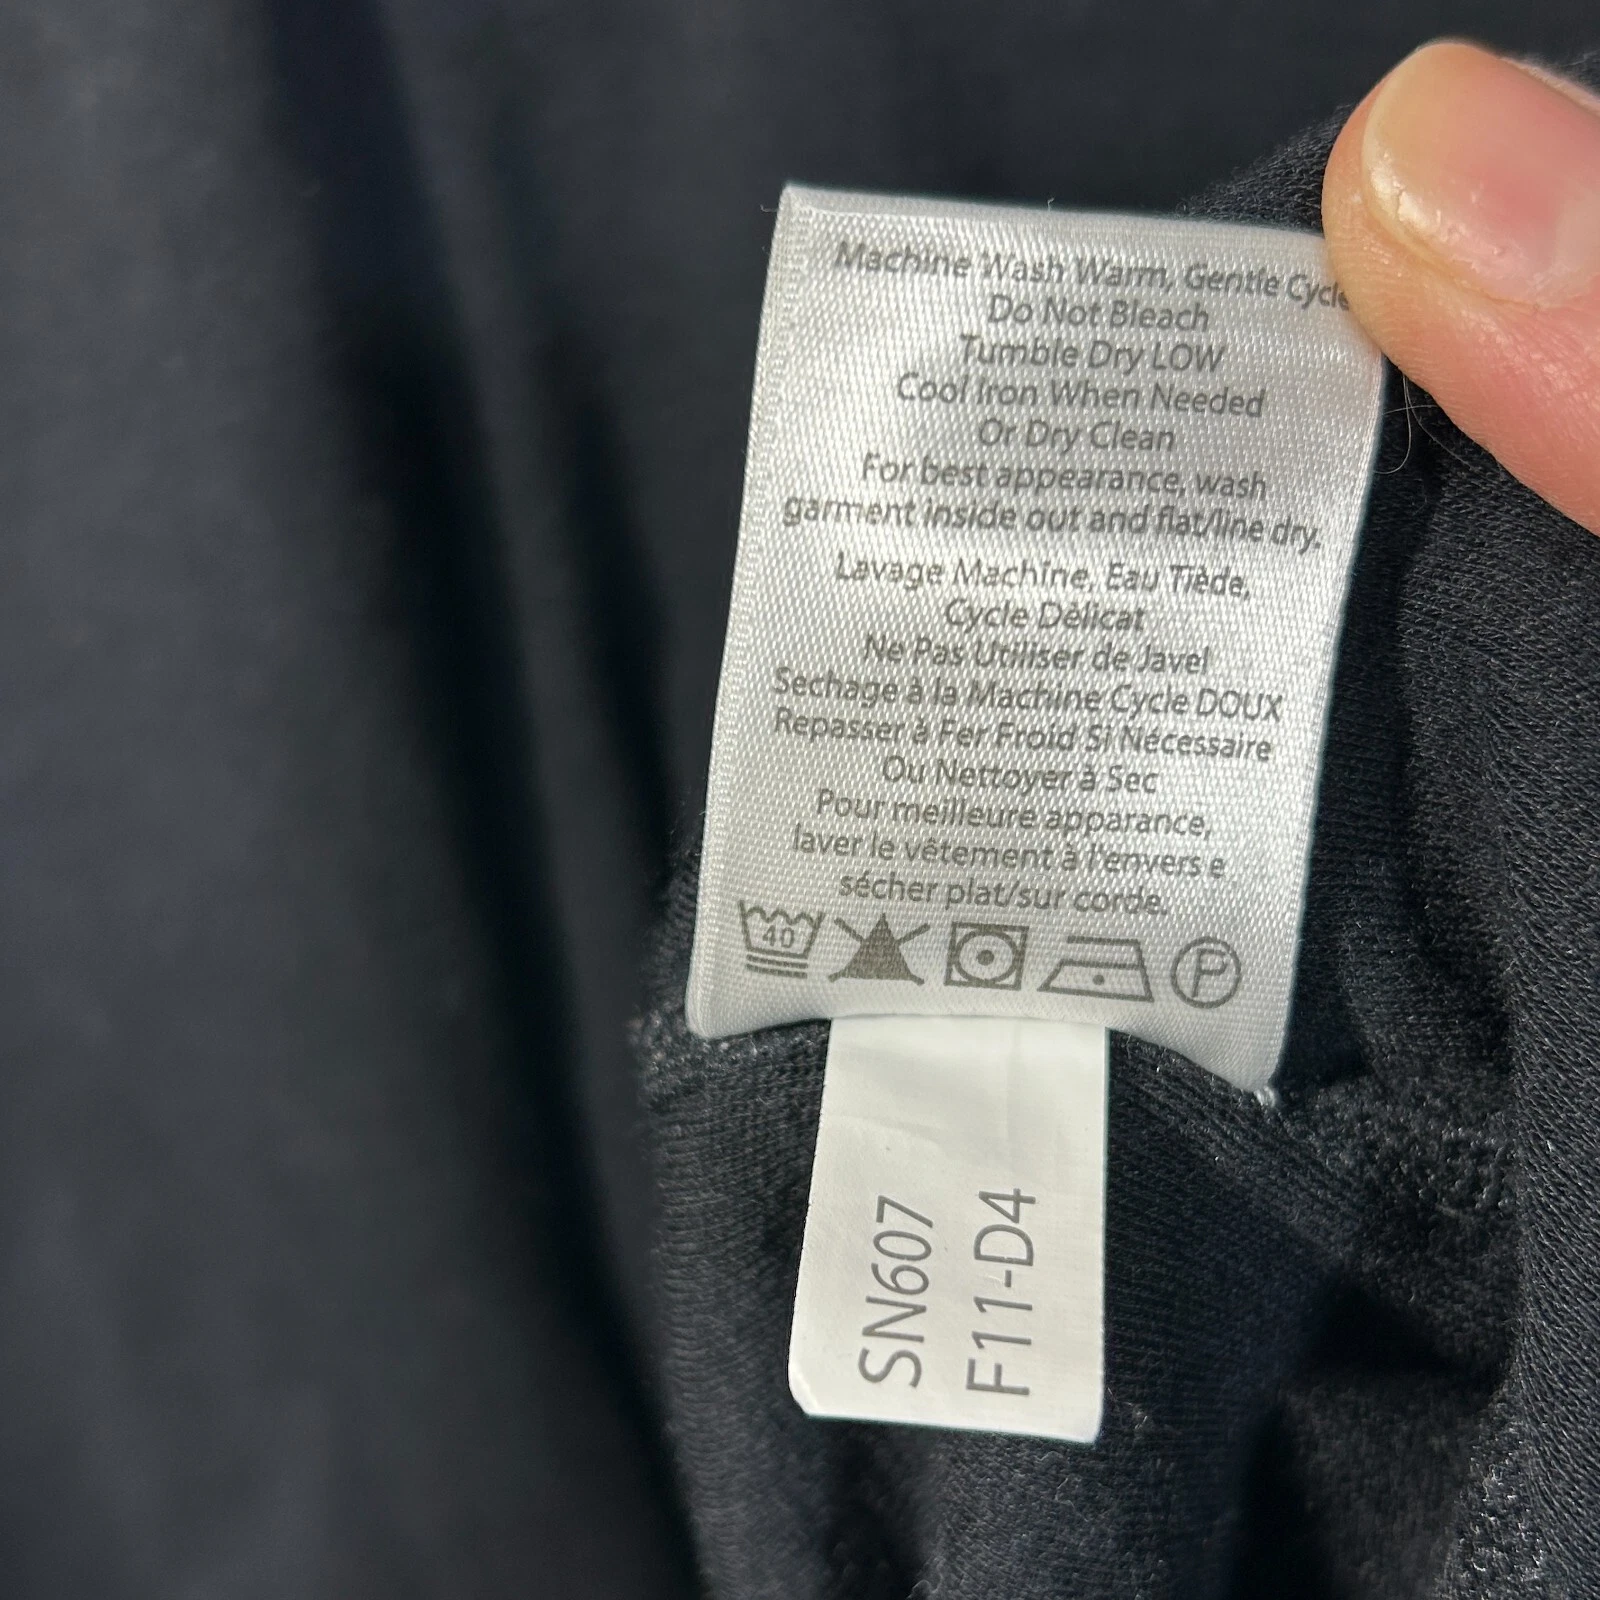 Machine Wash Warm, Gentle Cycle
Do Not Bleach
Tumble Dry LOW
Cool Iron When Needed
Or Dry Clean
For best appearance, wash
garment inside out and flat/line dry.
Lavage Machine, Eau Tiède,
Cycle Délicat
Ne Pas Utiliser de Javel
Sechage à la Machine Cycle DOUX
Repasser à Fer Froid Si Nécessaire
Ou Nettoyer à Sec
Pour meilleure apparance,
laver le vêtement à l'envers e
sécher plat/sur corde.
40 P
SN607
F11-D4